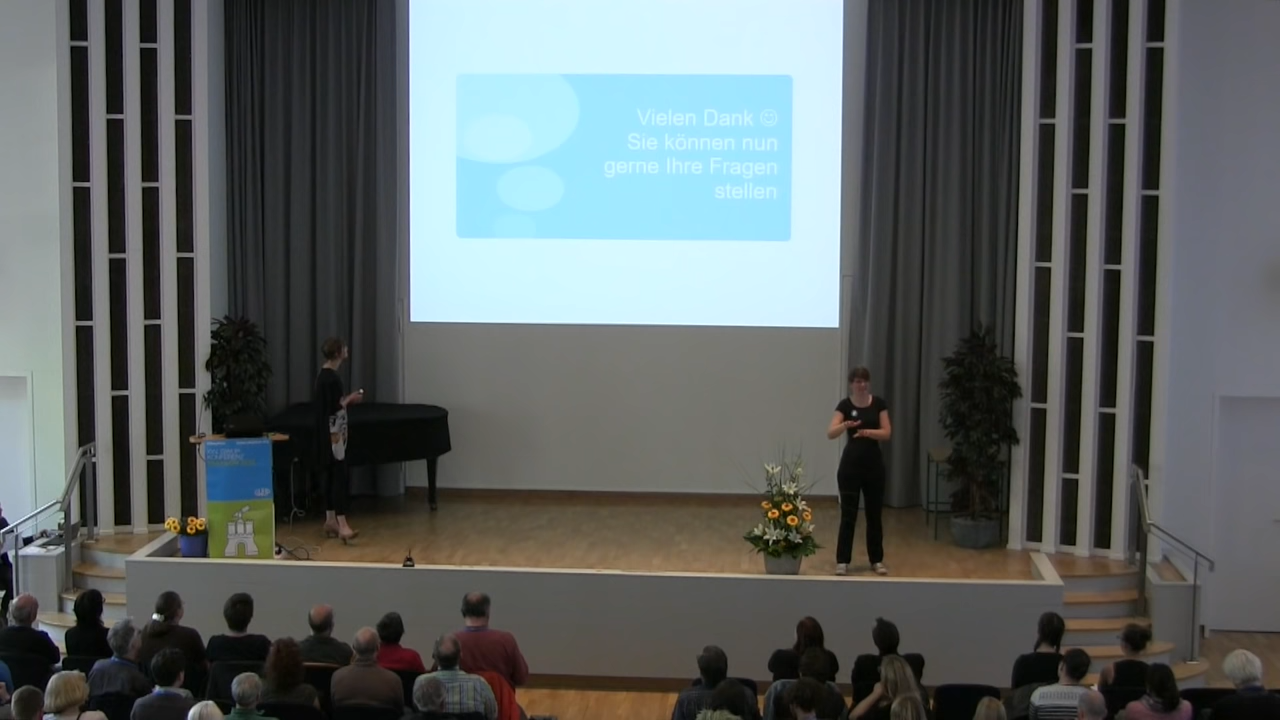 Vielen Dank ☺
Sie können nun
gerne Ihre Fragen
stellen